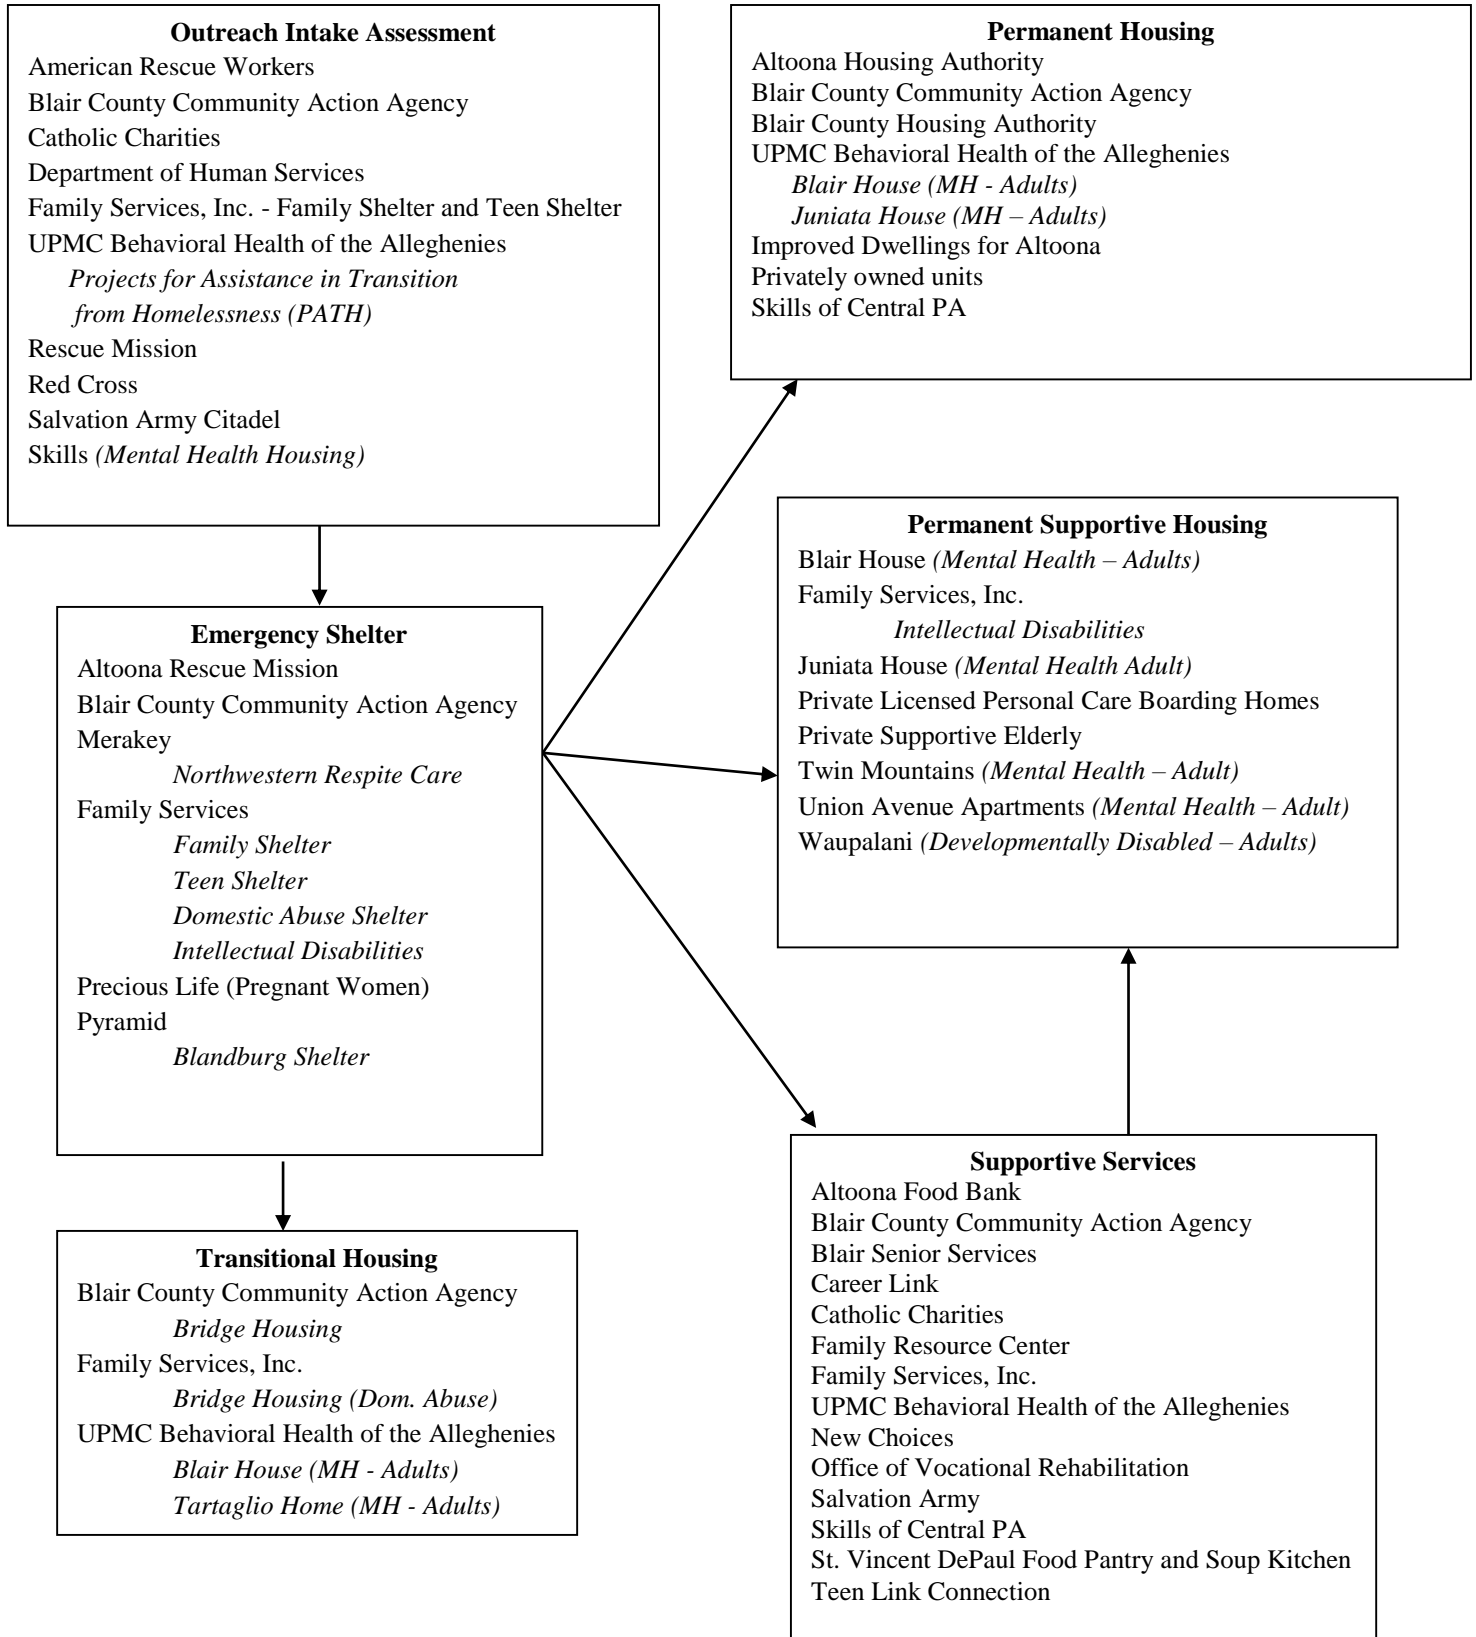 Outreach Intake Assessment
American Rescue Workers
Blair County Community Action Agency
Catholic Charities
Department of Human Services
Family Services, Inc. - Family Shelter and Teen Shelter
UPMC Behavioral Health of the Alleghenies
Projects for Assistance in Transition
from Homelessness (PATH)
Rescue Mission
Red Cross
Salvation Army Citadel
Skills (Mental Health Housing)
Permanent Housing
Altoona Housing Authority
Blair County Community Action Agency
Blair County Housing Authority
UPMC Behavioral Health of the Alleghenies
Blair House (MH - Adults)
Juniata House (MH – Adults)
Improved Dwellings for Altoona
Privately owned units
Skills of Central PA
Permanent Supportive Housing
Blair House (Mental Health – Adults)
Family Services, Inc.
Intellectual Disabilities
Juniata House (Mental Health Adult)
Private Licensed Personal Care Boarding Homes
Private Supportive Elderly
Twin Mountains (Mental Health – Adult)
Union Avenue Apartments (Mental Health – Adult)
Waupalani (Developmentally Disabled – Adults)
Emergency Shelter
Altoona Rescue Mission
Blair County Community Action Agency
Merakey
Northwestern Respite Care
Family Services
Family Shelter
Teen Shelter
Domestic Abuse Shelter
Intellectual Disabilities
Precious Life (Pregnant Women)
Pyramid
Blandburg Shelter
Transitional Housing
Blair County Community Action Agency
Bridge Housing
Family Services, Inc.
Bridge Housing (Dom. Abuse)
UPMC Behavioral Health of the Alleghenies
Blair House (MH - Adults)
Tartaglio Home (MH - Adults)
Supportive Services
Altoona Food Bank
Blair County Community Action Agency
Blair Senior Services
Career Link
Catholic Charities
Family Resource Center
Family Services, Inc.
UPMC Behavioral Health of the Alleghenies
New Choices
Office of Vocational Rehabilitation
Salvation Army
Skills of Central PA
St. Vincent DePaul Food Pantry and Soup Kitchen
Teen Link Connection